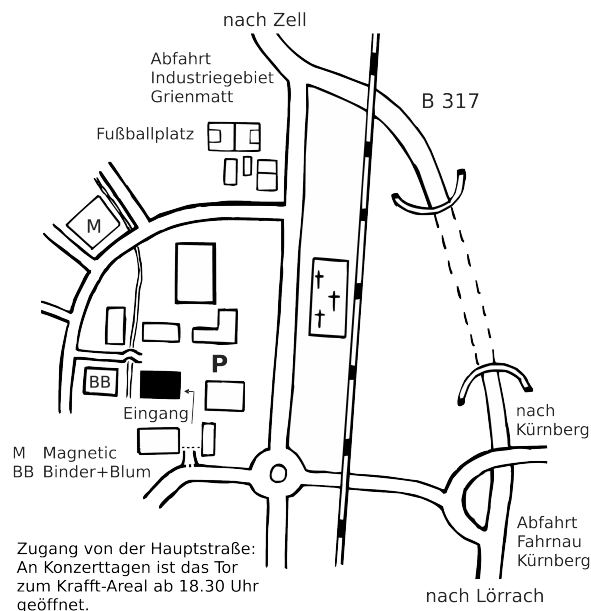 nach Zell
Abfahrt
Industriegebiet
Grienmatt
B 317
Fußballplatz
M
P
BB
Eingang
nach
Kürnberg
M Magnetic
BB Binder+Blum
Abfahrt
Fahrnau
Kürnberg
Zugang von der Hauptstraße:
An Konzerttagen ist das Tor
zum Krafft-Areal ab 18.30 Uhr
geöffnet.
nach Lörrach